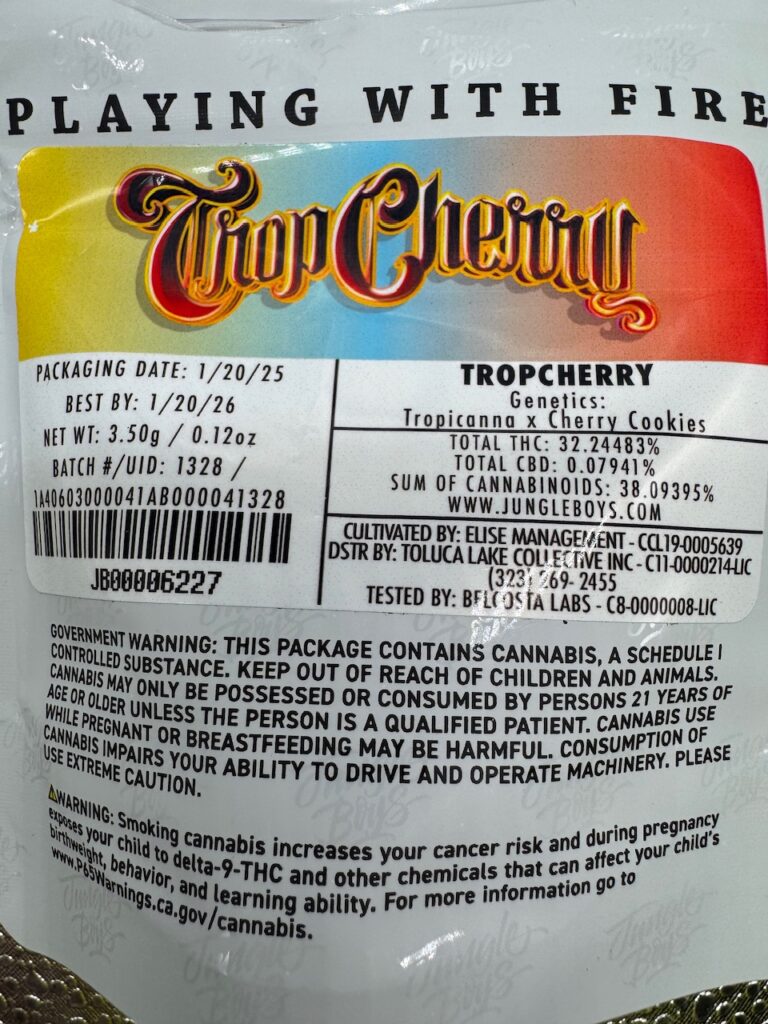 PLAYING WITH FIRE
TropCherry
PACKAGING DATE: 1/20/25
BEST BY: 1/20/26
NET WT: 3.50g / 0.12oz
BATCH #/UID: 1328 /
1A40603000041AB000041328
JB00006227
TROPCHERRY
Genetics:
Tropicanna x Cherry Cookies
TOTAL THC: 32.24483%
TOTAL CBD: 0.07941%
SUM OF CANNABINOIDS: 38.09395%
WWW.JUNGLEBOYS.COM
CULTIVATED BY: ELISE MANAGEMENT - CCL19-0005639
DSTR BY: TOLUCA LAKE COLLECTIVE INC - C11-0000214-LIC
(323) 269- 2455
TESTED BY: BELCOSTA LABS - C8-0000008-LIC
GOVERNMENT WARNING: THIS PACKAGE CONTAINS CANNABIS, A SCHEDULE I
CONTROLLED SUBSTANCE. KEEP OUT OF REACH OF CHILDREN AND ANIMALS.
CANNABIS MAY ONLY BE POSSESSED OR CONSUMED BY PERSONS 21 YEARS OF
AGE OR OLDER UNLESS THE PERSON IS A QUALIFIED PATIENT. CANNABIS USE
WHILE PREGNANT OR BREASTFEEDING MAY BE HARMFUL. CONSUMPTION OF
CANNABIS IMPAIRS YOUR ABILITY TO DRIVE AND OPERATE MACHINERY. PLEASE
USE EXTREME CAUTION.
⚠WARNING: Smoking cannabis increases your cancer risk and during pregnancy
exposes your child to delta-9-THC and other chemicals that can affect your child's
birthweight, behavior, and learning ability. For more information go to
www.P65Warnings.ca.gov/cannabis.
Jungle Boys